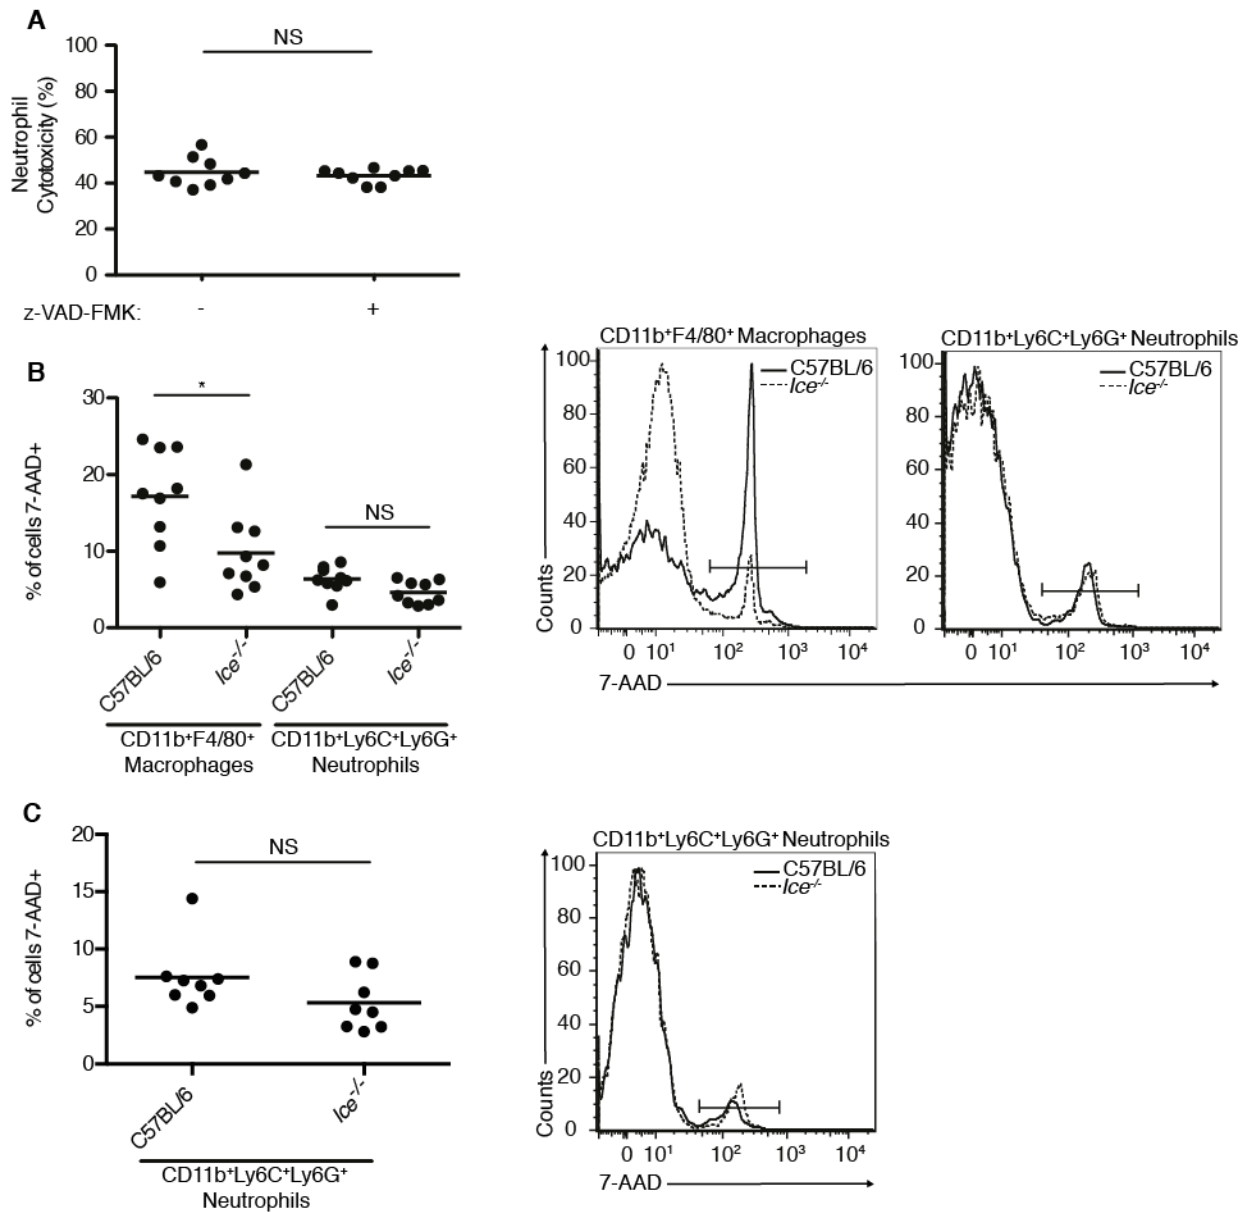 A
NS
100
80
60
40
20
0
Neutrophil
Cytotoxicity (%)
z-VAD-FMK: - +
B
*
NS
30
20
10
0
% of cells 7-AAD+
C57BL/6
Ice-/-
C57BL/6
Ice-/-
CD11b+F4/80+
Macrophages
CD11b+Ly6C+Ly6G+
Neutrophils
CD11b+F4/80+ Macrophages
C57BL/6
Ice-/-
100
80
60
40
20
0
Counts
0 10¹ 10² 10³ 10⁴
CD11b+Ly6C+Ly6G+ Neutrophils
C57BL/6
Ice-/-
100
80
60
40
20
0
0 10¹ 10² 10³ 10⁴
7-AAD
C
NS
20
15
10
5
0
% of cells 7-AAD+
C57BL/6
Ice-/-
CD11b+Ly6C+Ly6G+
Neutrophils
CD11b+Ly6C+Ly6G+ Neutrophils
C57BL/6
Ice-/-
100
80
60
40
20
0
Counts
0 10¹ 10² 10³ 10⁴
7-AAD